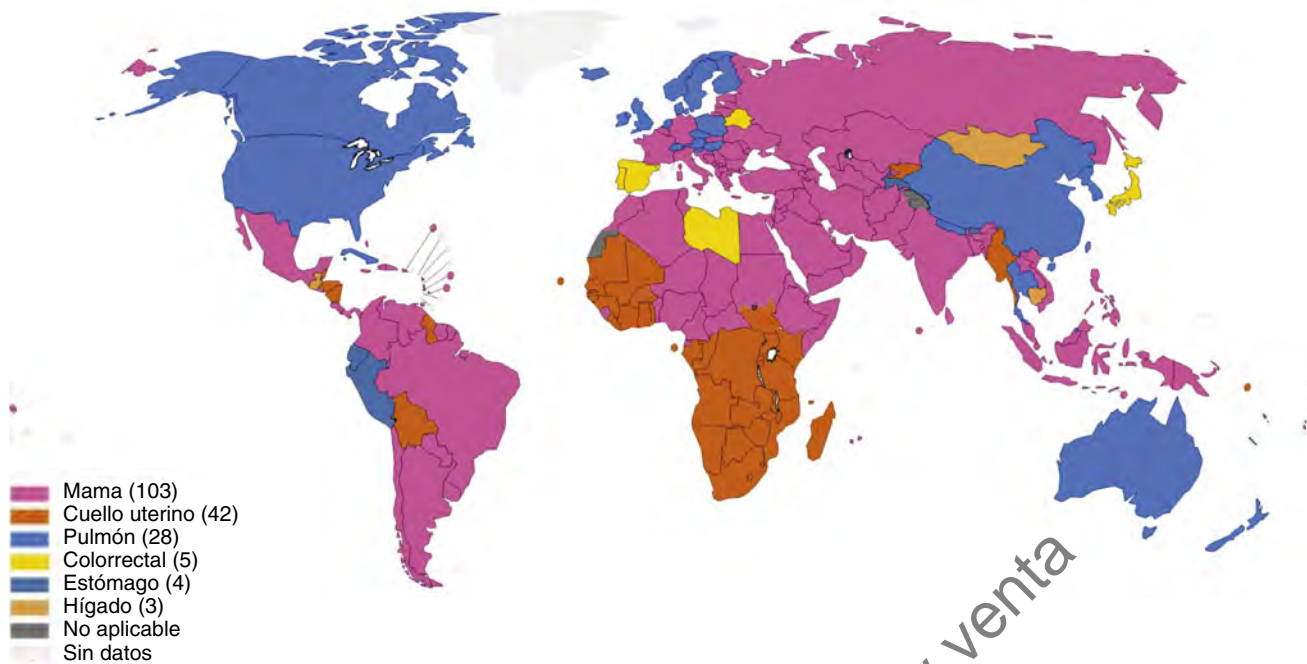 Mama (103)
Cuello uterino (42)
Pulmón (28)
Colorrectal (5)
Estómago (4)
Hígado (3)
No aplicable
Sin datos
venta